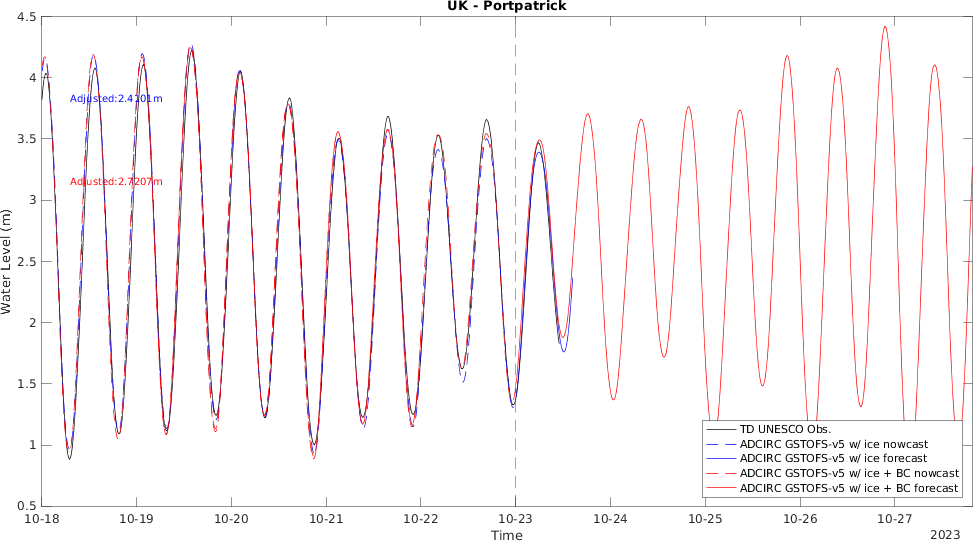 UK - Portpatrick
4.5
4
3.5
3
2.5
2
1.5
1
0.5
Water Level (m)
Adjusted:2.4101m
Adjusted:2.7207m
TD UNESCO Obs.
ADCIRC GSTOFS-v5 w/ ice nowcast
ADCIRC GSTOFS-v5 w/ ice forecast
ADCIRC GSTOFS-v5 w/ ice + BC nowcast
ADCIRC GSTOFS-v5 w/ ice + BC forecast
10-18 10-19 10-20 10-21 10-22 10-23 10-24 10-25 10-26 10-27
Time
2023